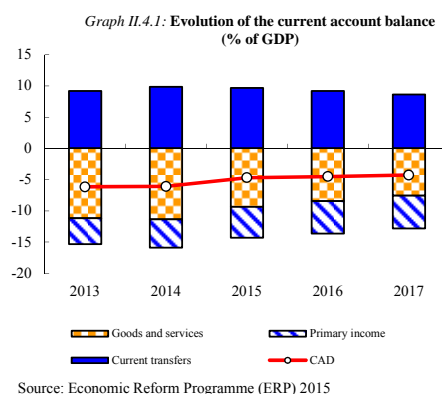 Graph II.4.1: Evolution of the current account balance
(% of GDP)
15
10
5
0
-5
-10
-15
-20
2013 2014 2015 2016 2017
Goods and services Primary income
Current transfers CAD
Source: Economic Reform Programme (ERP) 2015